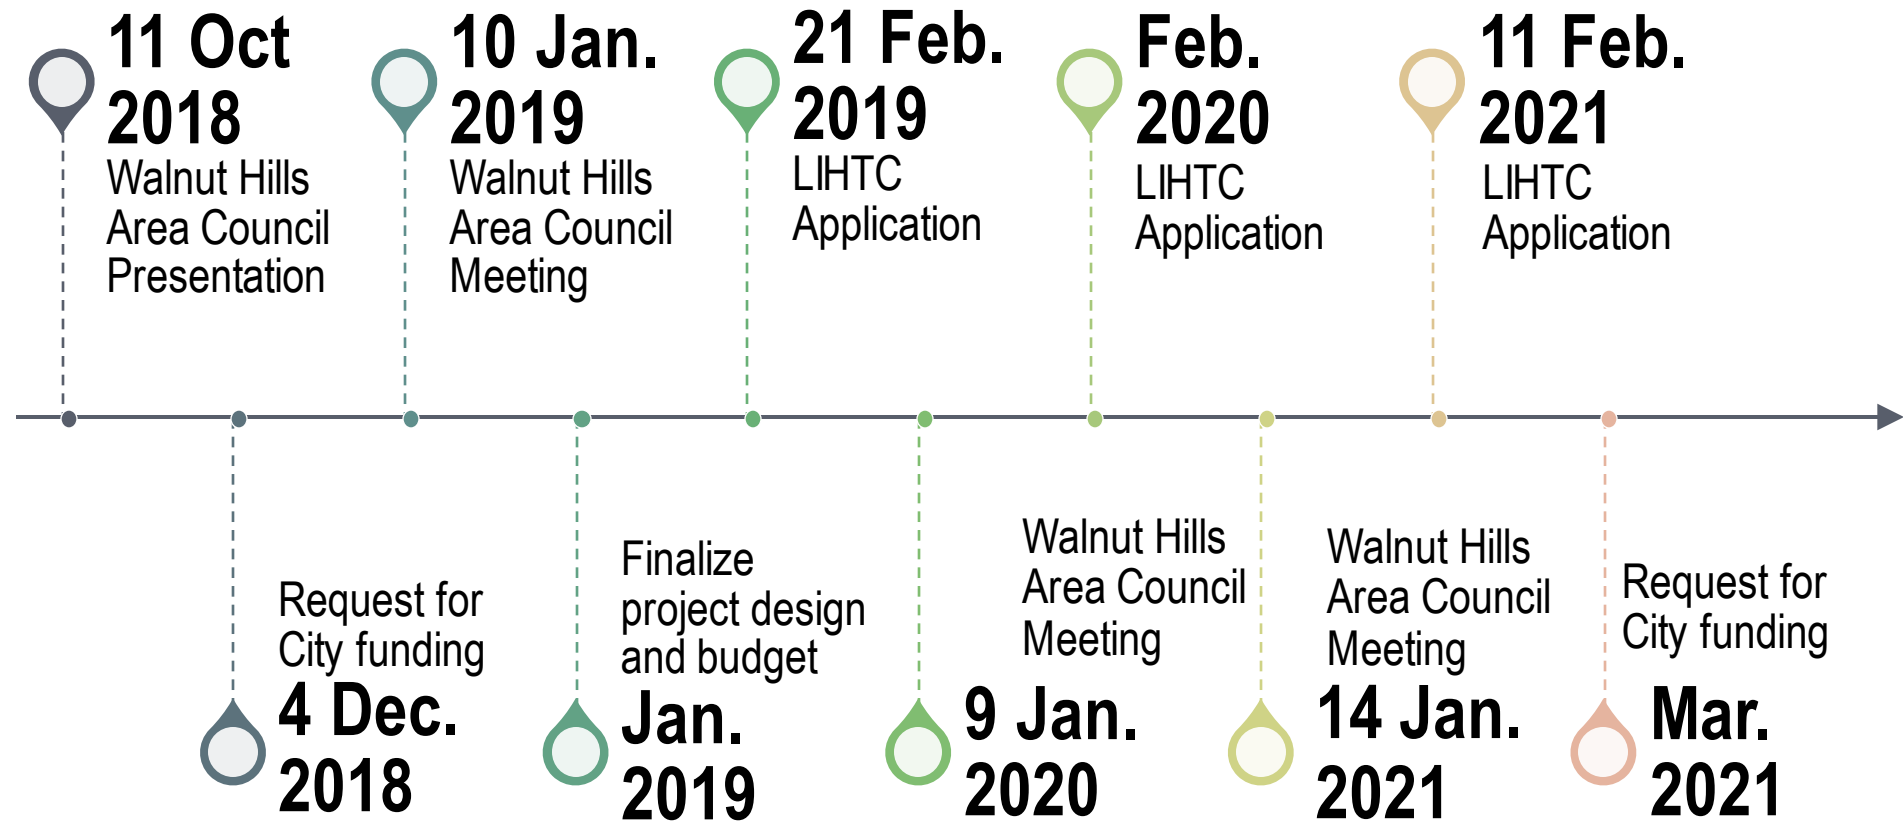 11 Oct
2018
Walnut Hills
Area Council
Presentation
10 Jan.
2019
Walnut Hills
Area Council
Meeting
21 Feb.
2019
LIHTC
Application
Feb.
2020
LIHTC
Application
11 Feb.
2021
LIHTC
Application
Request for
City funding
4 Dec.
2018
Finalize
project design
and budget
Jan.
2019
Walnut Hills
Area Council
Meeting
9 Jan.
2020
Walnut Hills
Area Council
Meeting
14 Jan.
2021
Request for
City funding
Mar.
2021